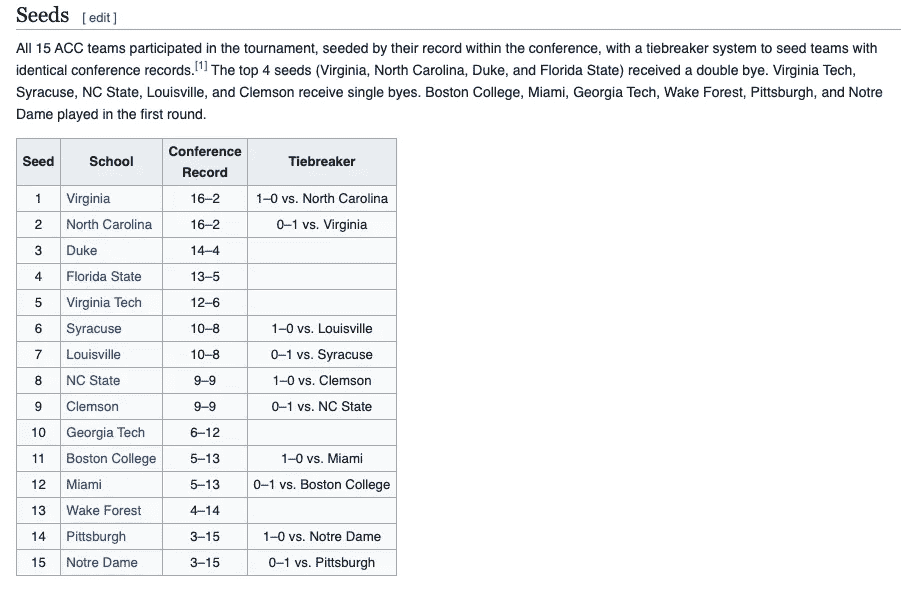 Seeds [ edit ]
All 15 ACC teams participated in the tournament, seeded by their record within the conference, with a tiebreaker system to seed teams with
identical conference records.[1] The top 4 seeds (Virginia, North Carolina, Duke, and Florida State) received a double bye. Virginia Tech,
Syracuse, NC State, Louisville, and Clemson receive single byes. Boston College, Miami, Georgia Tech, Wake Forest, Pittsburgh, and Notre
Dame played in the first round.
Seed School Conference Record Tiebreaker
1 Virginia 16–2 1–0 vs. North Carolina
2 North Carolina 16–2 0–1 vs. Virginia
3 Duke 14–4
4 Florida State 13–5
5 Virginia Tech 12–6
6 Syracuse 10–8 1–0 vs. Louisville
7 Louisville 10–8 0–1 vs. Syracuse
8 NC State 9–9 1–0 vs. Clemson
9 Clemson 9–9 0–1 vs. NC State
10 Georgia Tech 6–12
11 Boston College 5–13 1–0 vs. Miami
12 Miami 5–13 0–1 vs. Boston College
13 Wake Forest 4–14
14 Pittsburgh 3–15 1–0 vs. Notre Dame
15 Notre Dame 3–15 0–1 vs. Pittsburgh